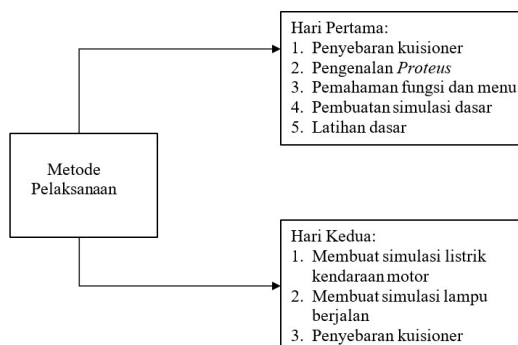 Metode
Pelaksanaan
Hari Pertama:
1. Penyebaran kuisioner
2. Pengenalan Proteus
3. Pemahaman fungsi dan menu
4. Pembuatan simulasi dasar
5. Latihan dasar
Hari Kedua:
1. Membuat simulasi listrik
kendaraan motor
2. Membuat simulasi lampu
berjalan
3. Penyebaran kuisioner